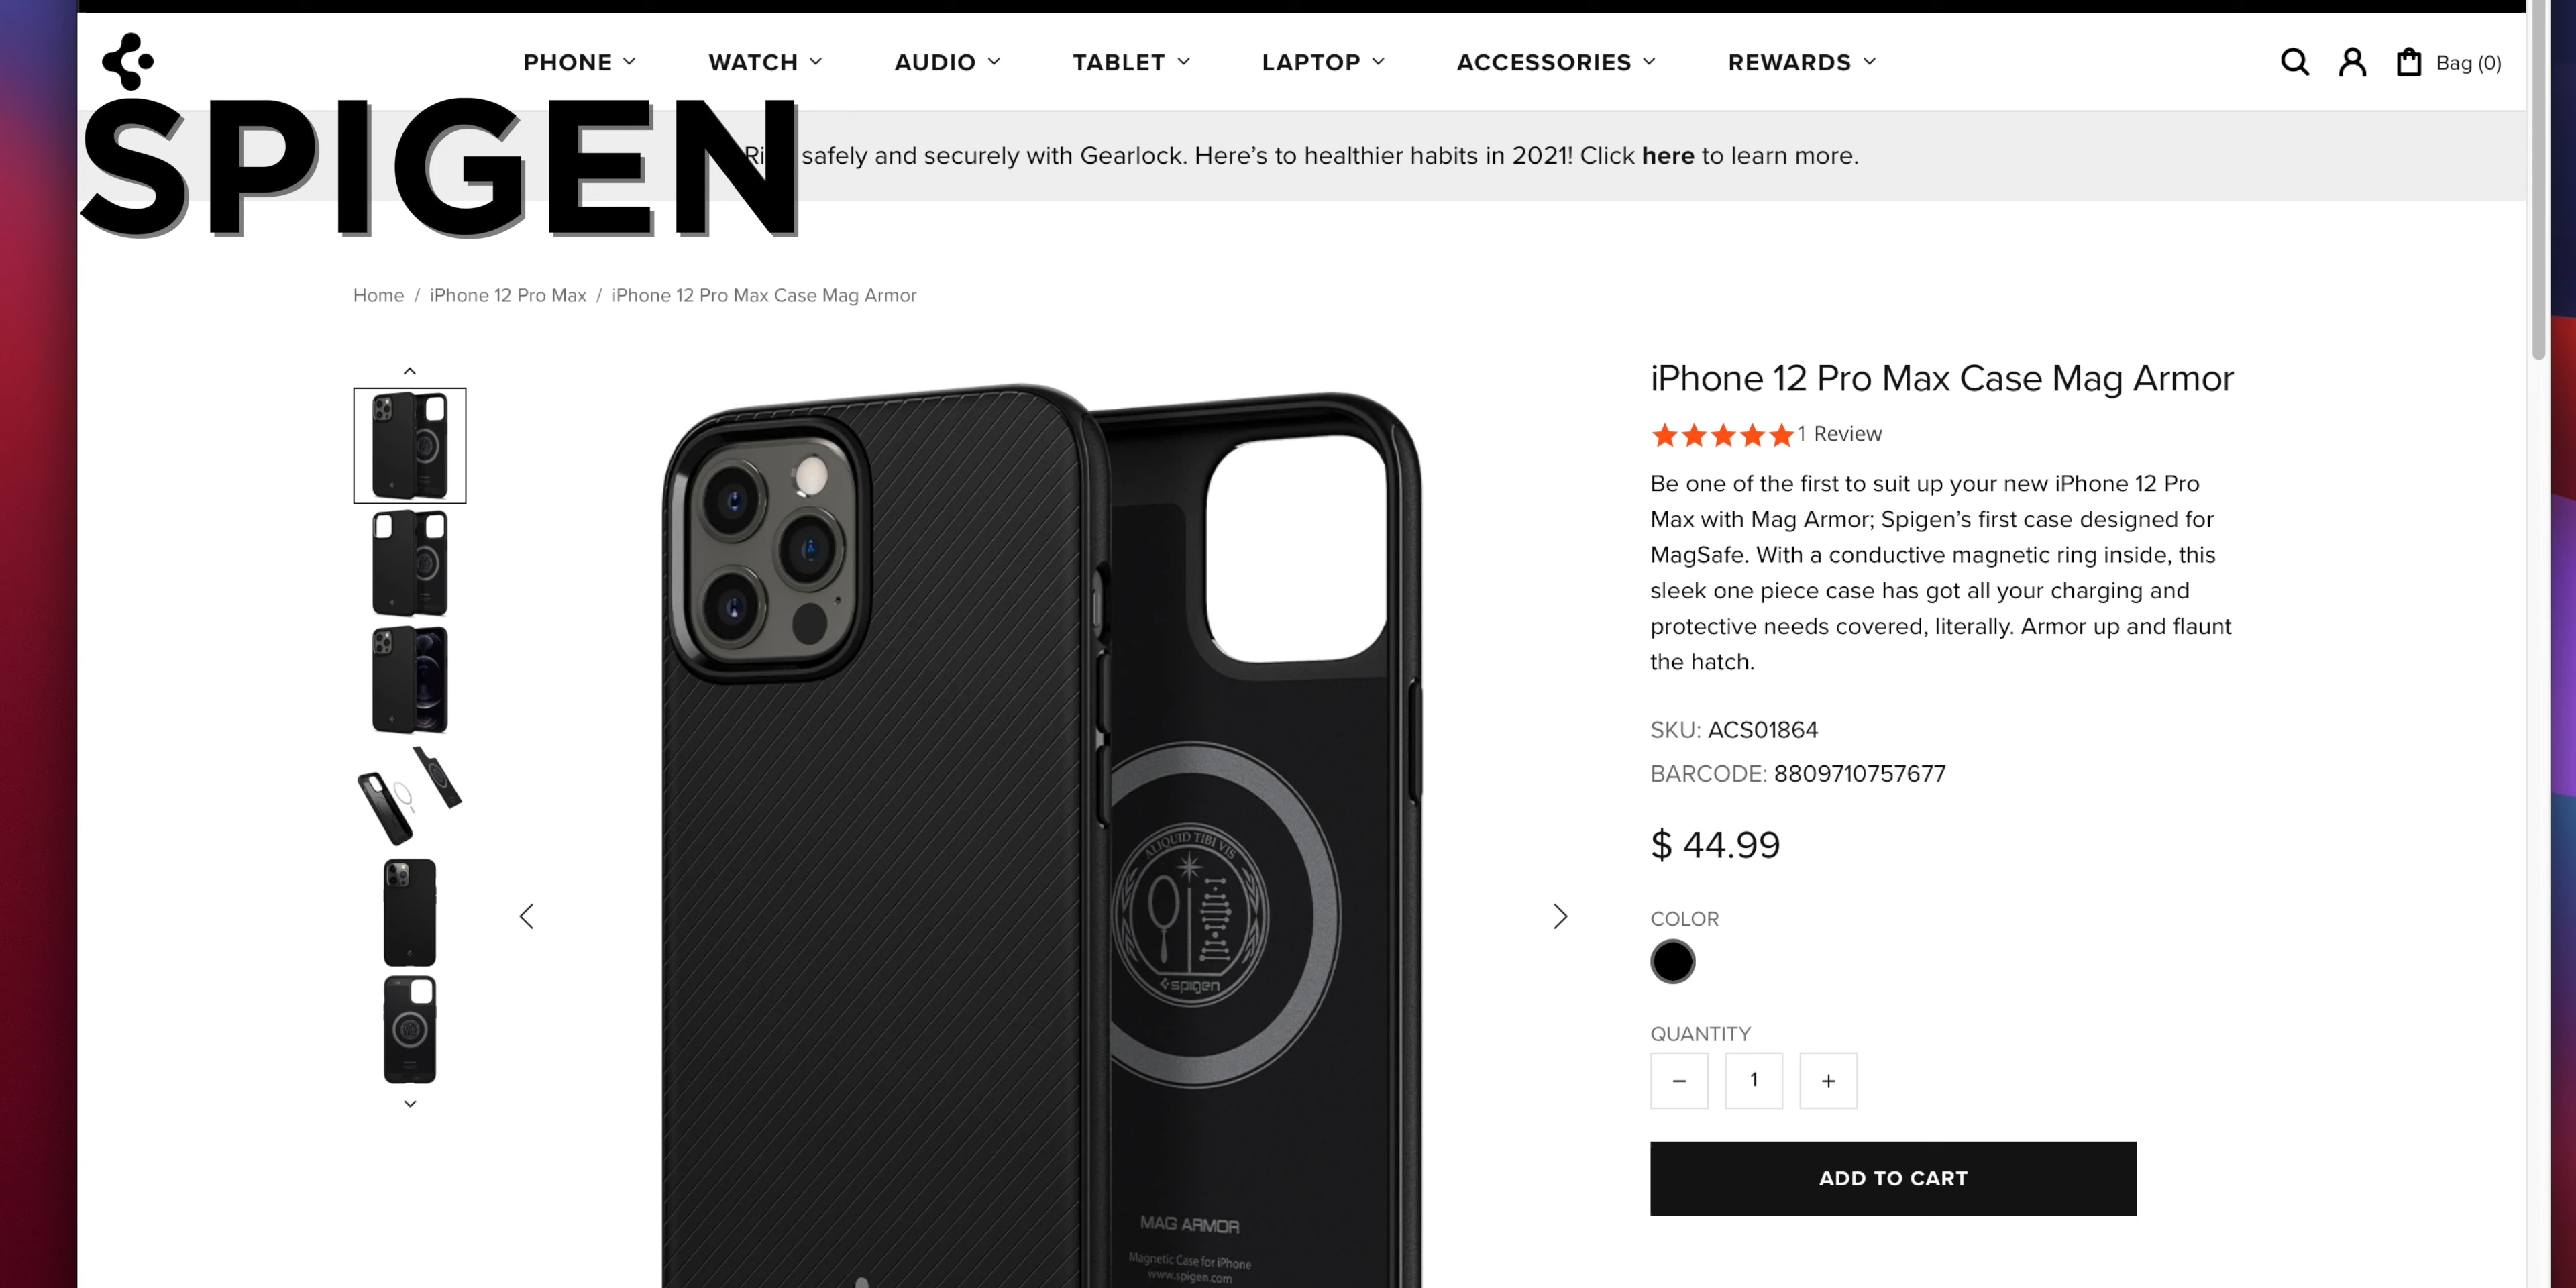 PHONE WATCH AUDIO TABLET LAPTOP ACCESSORIES REWARDS Bag (0)
SPIGEN
safely and securely with Gearlock. Here’s to healthier habits in 2021! Click here to learn more.
Home / iPhone 12 Pro Max / iPhone 12 Pro Max Case Mag Armor
iPhone 12 Pro Max Case Mag Armor
1 Review
Be one of the first to suit up your new iPhone 12 Pro
Max with Mag Armor; Spigen’s first case designed for
MagSafe. With a conductive magnetic ring inside, this
sleek one piece case has got all your charging and
protective needs covered, literally. Armor up and flaunt
the hatch.
SKU: ACS01864
BARCODE: 8809710757677
$ 44.99
COLOR
QUANTITY
− 1 +
ADD TO CART
ALIQUID TIBI VIS
spigen
MAG ARMOR
Magnetic Case for iPhone
www.spigen.com